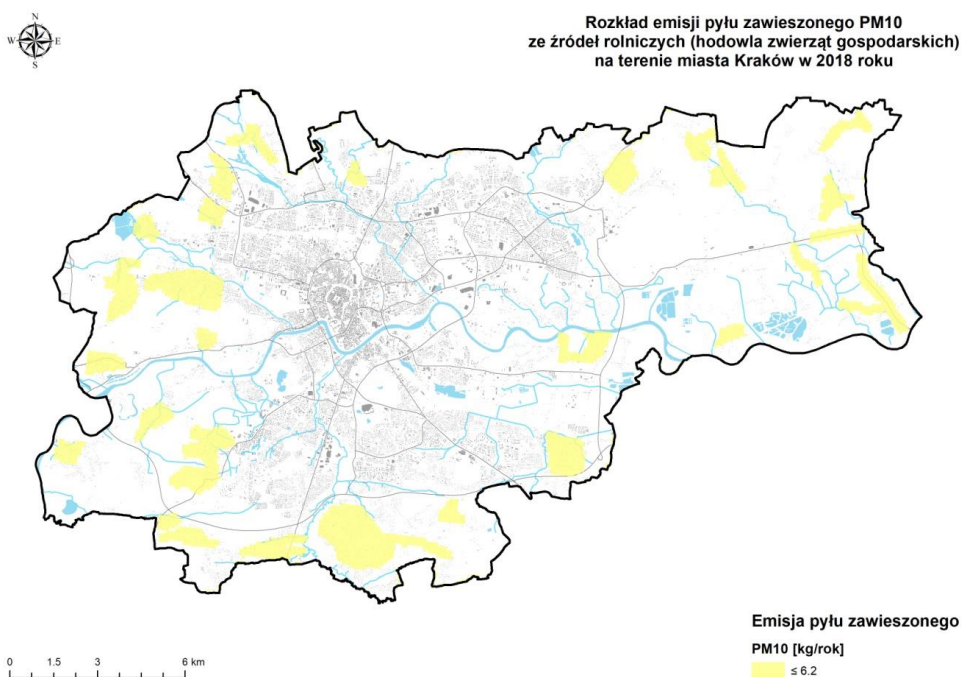 N
W E
S
Rozkład emisji pyłu zawieszonego PM10
ze źródeł rolniczych (hodowla zwierząt gospodarskich)
na terenie miasta Kraków w 2018 roku
Emisja pyłu zawieszonego
PM10 [kg/rok]
≤ 6.2
0 1.5 3 6 km